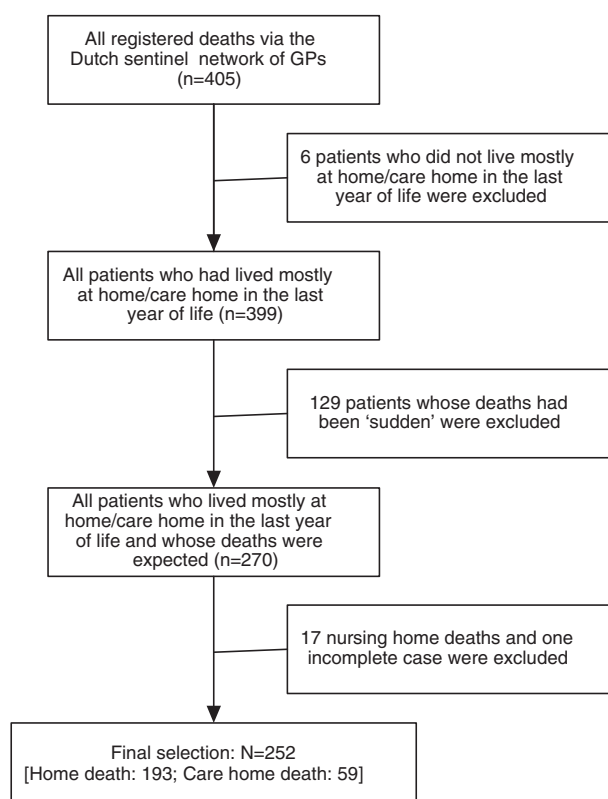 All registered deaths via the
Dutch sentinel network of GPs
(n=405)
6 patients who did not live mostly
at home/care home in the last
year of life were excluded
All patients who had lived mostly
at home/care home in the last
year of life (n=399)
129 patients whose deaths had
been ‘sudden’ were excluded
All patients who lived mostly at
home/care home in the last year
of life and whose deaths were
expected (n=270)
17 nursing home deaths and one
incomplete case were excluded
Final selection: N=252
[Home death: 193; Care home death: 59]